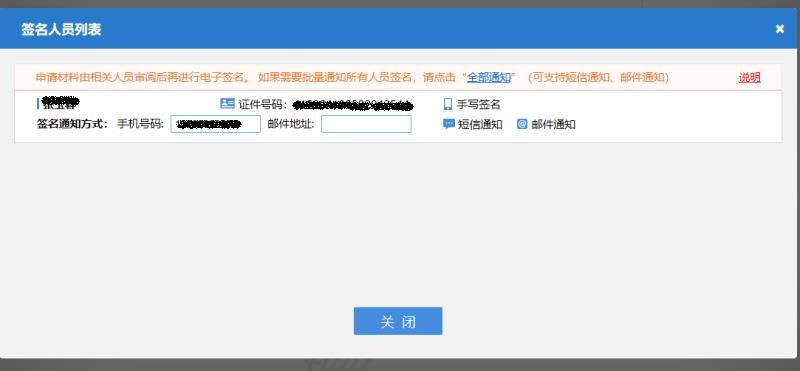 签名人员列表
申请材料由相关人员审阅后再进行电子签名。如果需要批量通知所有人员签名，请点击“全部通知”（可支持短信通知、邮件通知） 说明
证件号码： 手写签名
签名通知方式： 手机号码: 邮件地址: 短信通知 邮件通知
关 闭